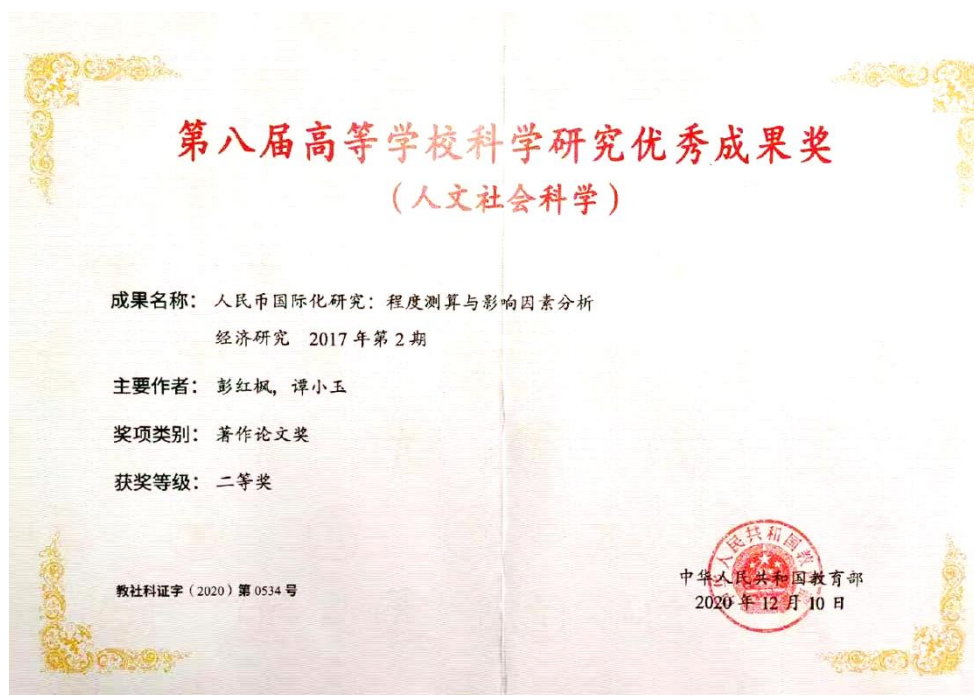 第八届高等学校科学研究优秀成果奖
（人文社会科学）
成果名称： 人民币国际化研究：程度测算与影响因素分析
经济研究 2017年第2期
主要作者： 彭红枫，谭小玉
奖项类别： 著作论文奖
获奖等级： 二等奖
教社科证字（2020）第0534号
中华人民共和国教育部
2020年12月10日